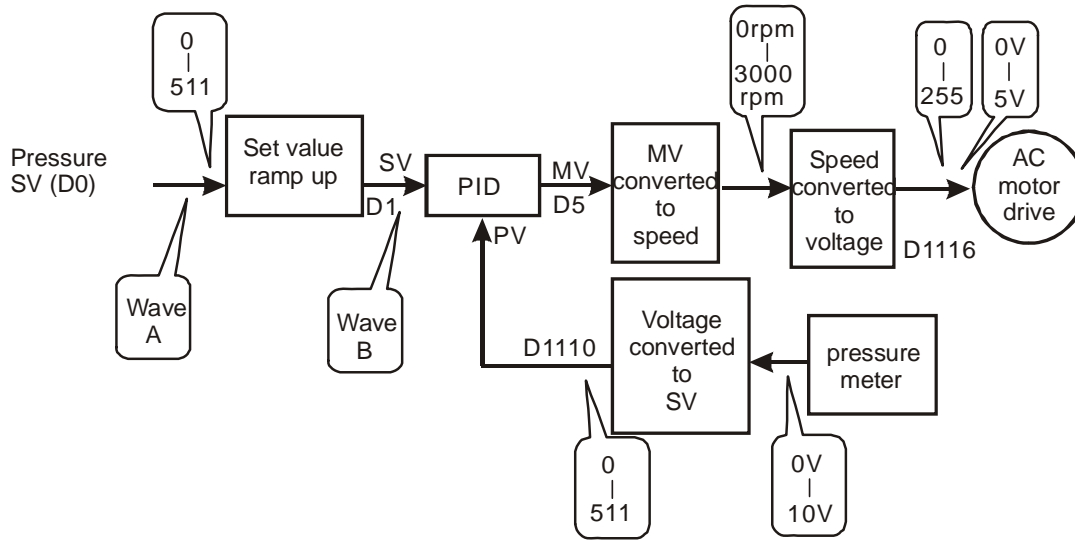 0
|
511
Pressure
SV (D0)
Wave
A
Set value
ramp up
SV
D1
Wave
B
PID
PV
MV
D5
MV
converted
to
speed
0rpm
|
3000
rpm
Speed
converted
to
voltage
0
|
255
0V
|
5V
D1116
AC
motor
drive
D1110
0
|
511
Voltage
converted
to
SV
0V
|
10V
pressure
meter